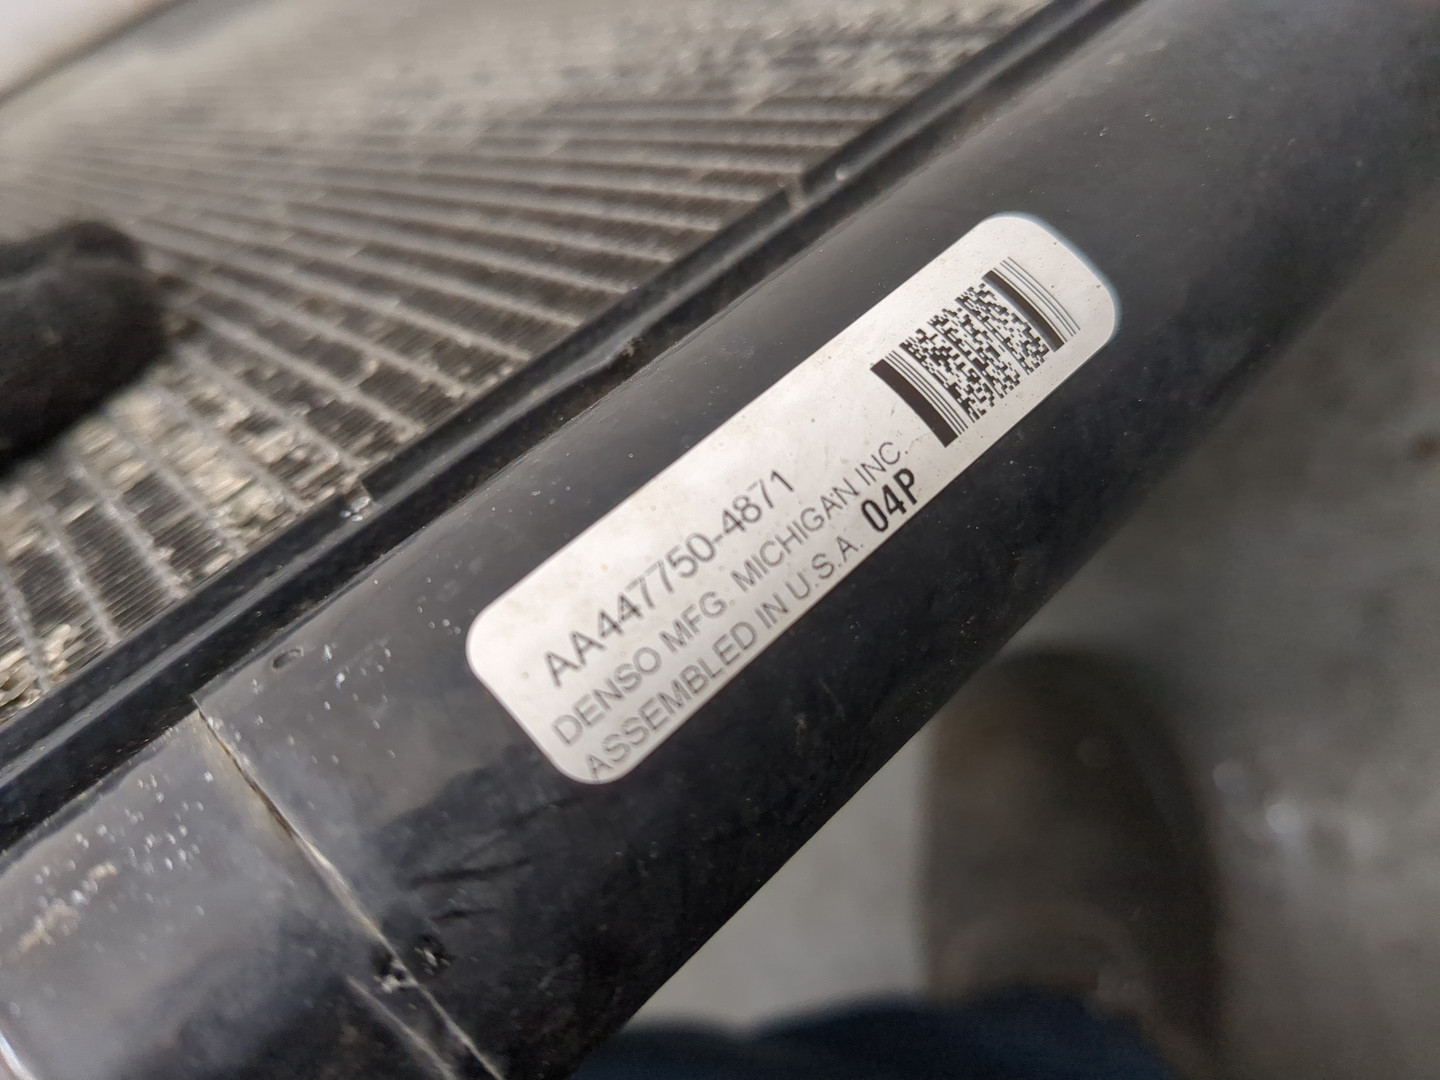 AA447750-4871
DENSO MFG. MICHIGAN INC.
ASSEMBLED IN U.S.A. 04P